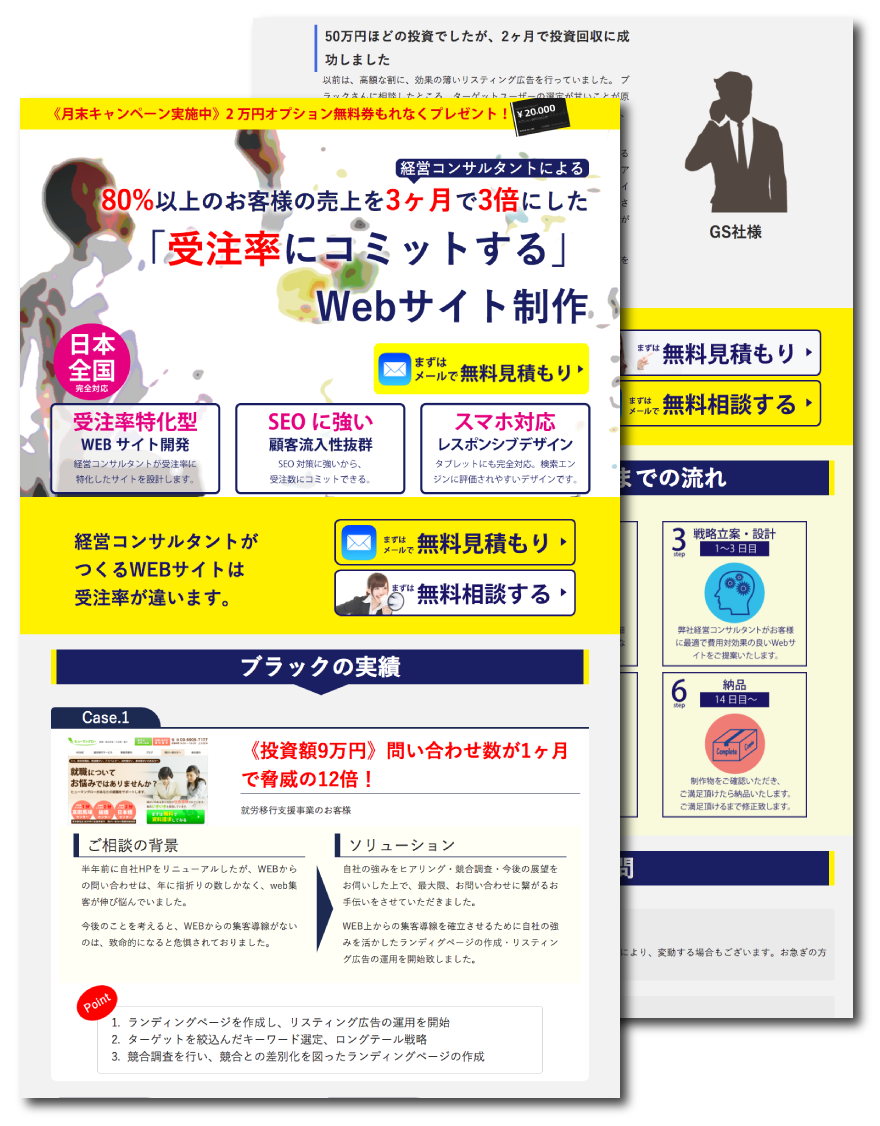 50万円ほどの投資でしたが、2ヶ月で投資回収に成
功しました
以前は、高額な割に、効果の薄いリスティング広告を行っていました。 ブ
GS社様
《月末キャンペーン実施中》2 万円オプション無料券もれなくプレゼント！
¥ 20.000
経営コンサルタントによる
80%以上のお客様の売上を3ヶ月で3倍にした
「受注率にコミットする」
Webサイト制作
日本
全国
完全対応
まずは
メールで 無料見積もり
受注率特化型
WEB サイト開発
経営コンサルタントが受注率に
特化したサイトを設計します。
SEO に強い
顧客流入性抜群
SEO 対策に強いから、
受注数にコミットできる。
スマホ対応
レスポンシブデザイン
タブレットにも完全対応。検索エン
ジンに評価されやすいデザインです。
経営コンサルタントが
つくるWEBサイトは
受注率が違います。
まずは
メールで 無料見積もり
まずは 無料相談する
ブラックの実績
Case.1
就職について
お悩みではありませんか？
《投資額9万円》問い合わせ数が1ヶ月
で脅威の12倍！
就労移行支援事業のお客様
ご相談の背景
半年前に自社HPをリニューアルしたが、WEBから
の問い合わせは、年に指折りの数しかなく、web集
客が伸び悩んでいました。
今後のことを考えると、WEBからの集客導線がない
のは、致命的になると危惧されておりました。
ソリューション
自社の強みをヒアリング・競合調査・今後の展望を
お伺いした上で、最大限、お問い合わせに繋がるお
手伝いをさせていただきました。
WEB上からの集客導線を確立させるために自社の強
みを活かしたランディグページの作成・リスティン
グ広告の運用を開始致しました。
Point
1. ランディングページを作成し、リスティング広告の運用を開始
2. ターゲットを絞込んだキーワード選定、ロングテール戦略
3. 競合調査を行い、競合との差別化を図ったランディングページの作成
まずは 無料見積もり
まずは
メールで 無料相談する
までの流れ
3
step
戦略立案・設計
1〜3 日目
弊社経営コンサルタントがお客様
に最適で費用対効果の良いWebサ
イトをご提案いたします。
6
step
納品
14 日目〜
Complete
制作物をご確認いただき、
ご満足頂けたら納品いたします。
ご満足頂けるまで修正致します。
問
により、変動する場合もございます。お急ぎの方